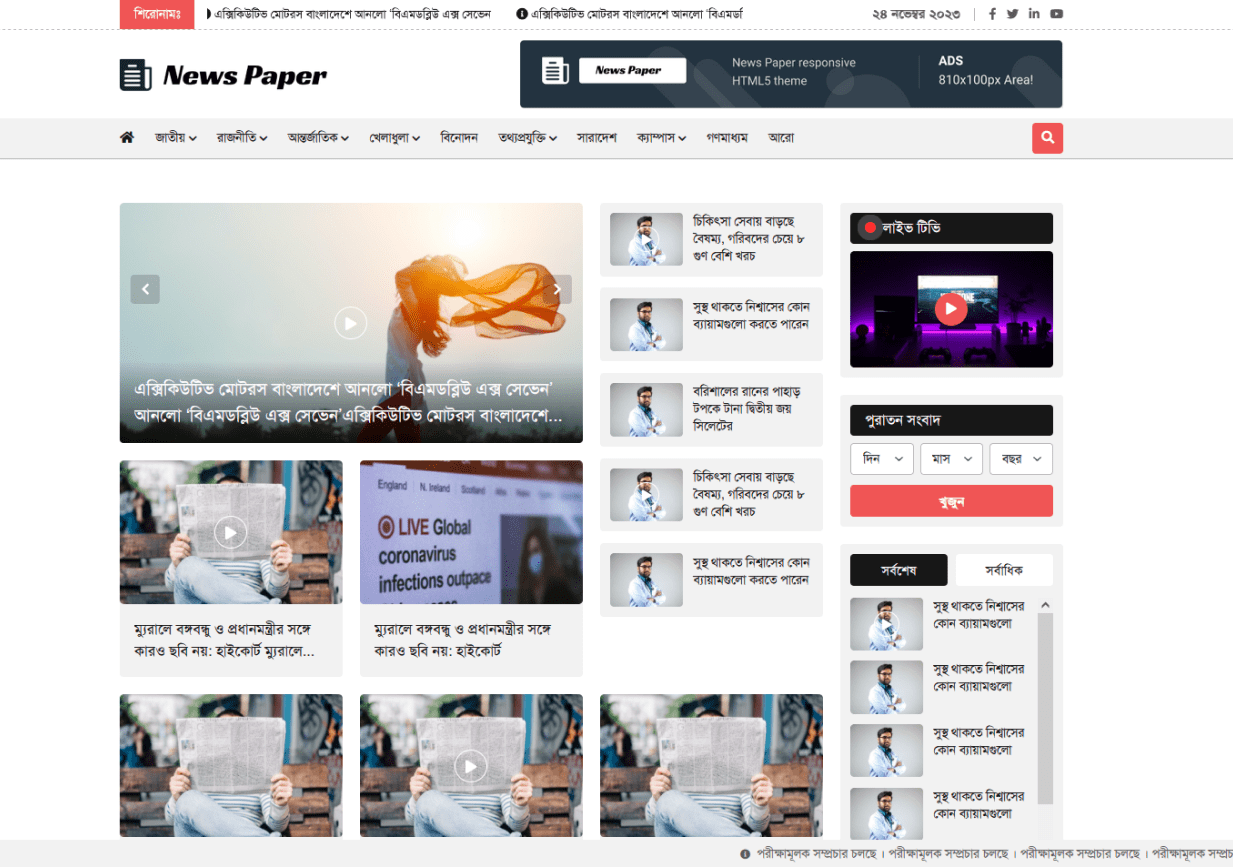 শিরোনামঃ
এক্সিকিউটিভ মোটরস বাংলাদেশে আনলো ‘বিএমডব্লিউ এক্স সেভেন
এক্সিকিউটিভ মোটরস বাংলাদেশে আনলো ‘বিএমডা
২৪ নভেম্বর ২০২৩
News Paper
News Paper
News Paper responsive
HTML5 theme
ADS
810x100px Area!
জাতীয়
রাজনীতি
আন্তর্জাতিক
খেলাধুলা
বিনোদন
তথ্যপ্রযুক্তি
সারাদেশ
ক্যাম্পাস
গণমাধ্যম
আরো
এক্সিকিউটিভ মোটরস বাংলাদেশে আনলো ‘বিএমডব্লিউ এক্স সেভেন’
আনলো ‘বিএমডব্লিউ এক্স সেভেন’এক্সিকিউটিভ মোটরস বাংলাদেশে...
England
N. Ireland
Scotland
LIVE Global
coronavirus
infections outpace
ম্যুরালে বঙ্গবন্ধু ও প্রধানমন্ত্রীর সঙ্গে
কারও ছবি নয়: হাইকোর্ট ম্যুরালে...
ম্যুরালে বঙ্গবন্ধু ও প্রধানমন্ত্রীর সঙ্গে
কারও ছবি নয়: হাইকোর্ট
চিকিৎসা সেবায় বাড়ছে
বৈষম্য, গরিবদের চেয়ে ৮
গুণ বেশি খরচ
সুস্থ থাকতে নিশ্বাসের কোন
ব্যায়ামগুলো করতে পারেন
বরিশালের রানের পাহাড়
টপকে টানা দ্বিতীয় জয়
সিলেটের
চিকিৎসা সেবায় বাড়ছে
বৈষম্য, গরিবদের চেয়ে ৮
গুণ বেশি খরচ
সুস্থ থাকতে নিশ্বাসের কোন
ব্যায়ামগুলো করতে পারেন
লাইভ টিভি
পুরাতন সংবাদ
দিন
মাস
বছর
খুজুন
সর্বশেষ
সর্বাধিক
সুস্থ থাকতে নিশ্বাসের
কোন ব্যায়ামগুলো
সুস্থ থাকতে নিশ্বাসের
কোন ব্যায়ামগুলো
সুস্থ থাকতে নিশ্বাসের
কোন ব্যায়ামগুলো
সুস্থ থাকতে নিশ্বাসের
কোন ব্যায়ামগুলো
পরীক্ষামূলক সম্প্রচার চলছে । পরীক্ষামূলক সম্প্রচার চলছে । পরীক্ষামূলক সম্প্রচার চলছে । পরীক্ষামূলক সম্প্রচ